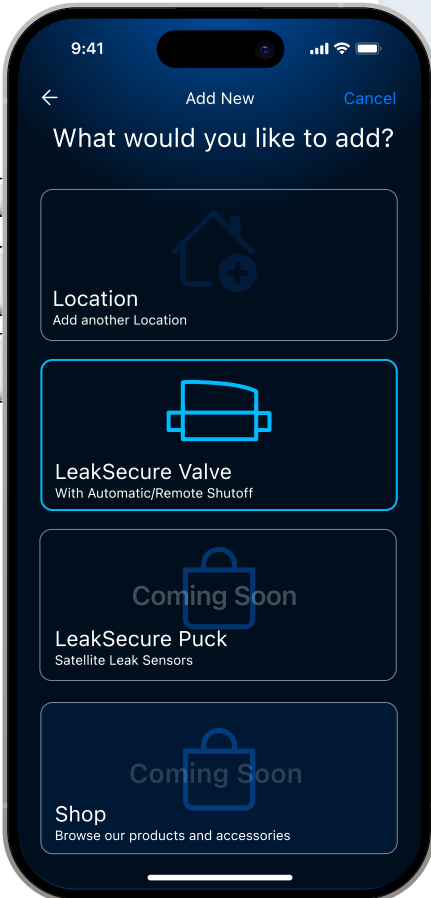 9:41
Add New
Cancel
What would you like to add?
Location
Add another Location
LeakSecure Valve
With Automatic/Remote Shutoff
Coming Soon
LeakSecure Puck
Satellite Leak Sensors
Coming Soon
Shop
Browse our products and accessories